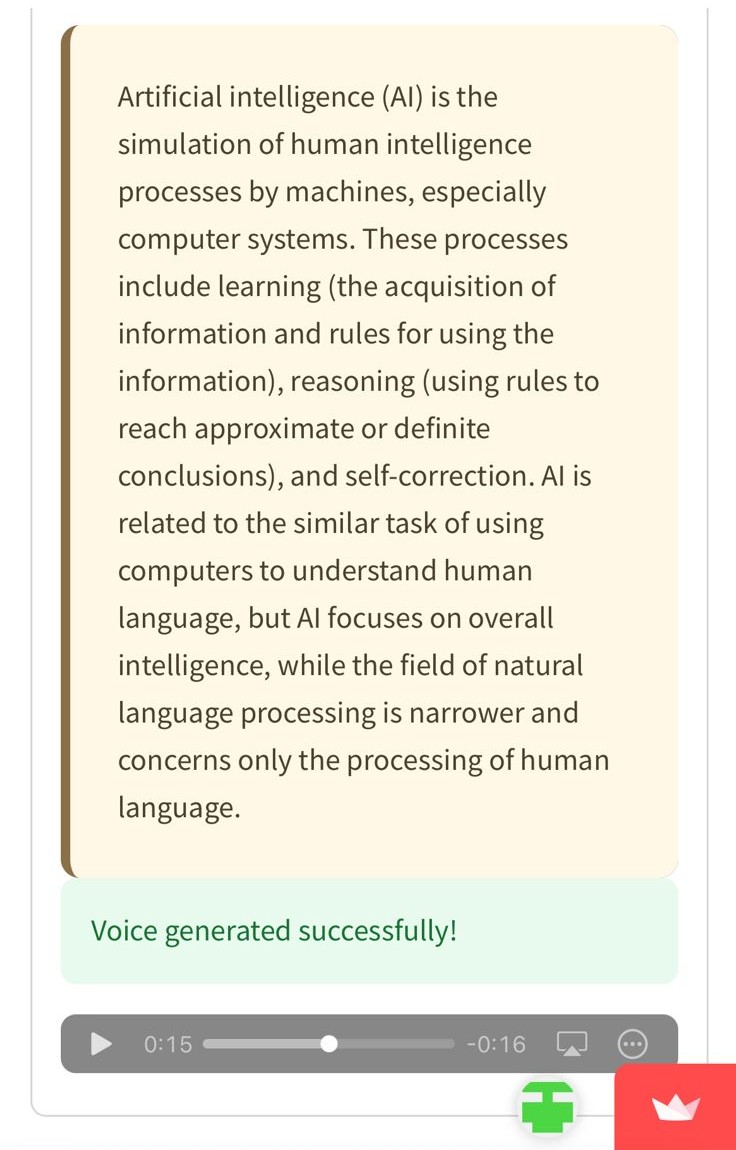 Artificial intelligence (AI) is the
simulation of human intelligence
processes by machines, especially
computer systems. These processes
include learning (the acquisition of
information and rules for using the
information), reasoning (using rules to
reach approximate or definite
conclusions), and self-correction. AI is
related to the similar task of using
computers to understand human
language, but AI focuses on overall
intelligence, while the field of natural
language processing is narrower and
concerns only the processing of human
language.
Voice generated successfully!
0:15 -0:16